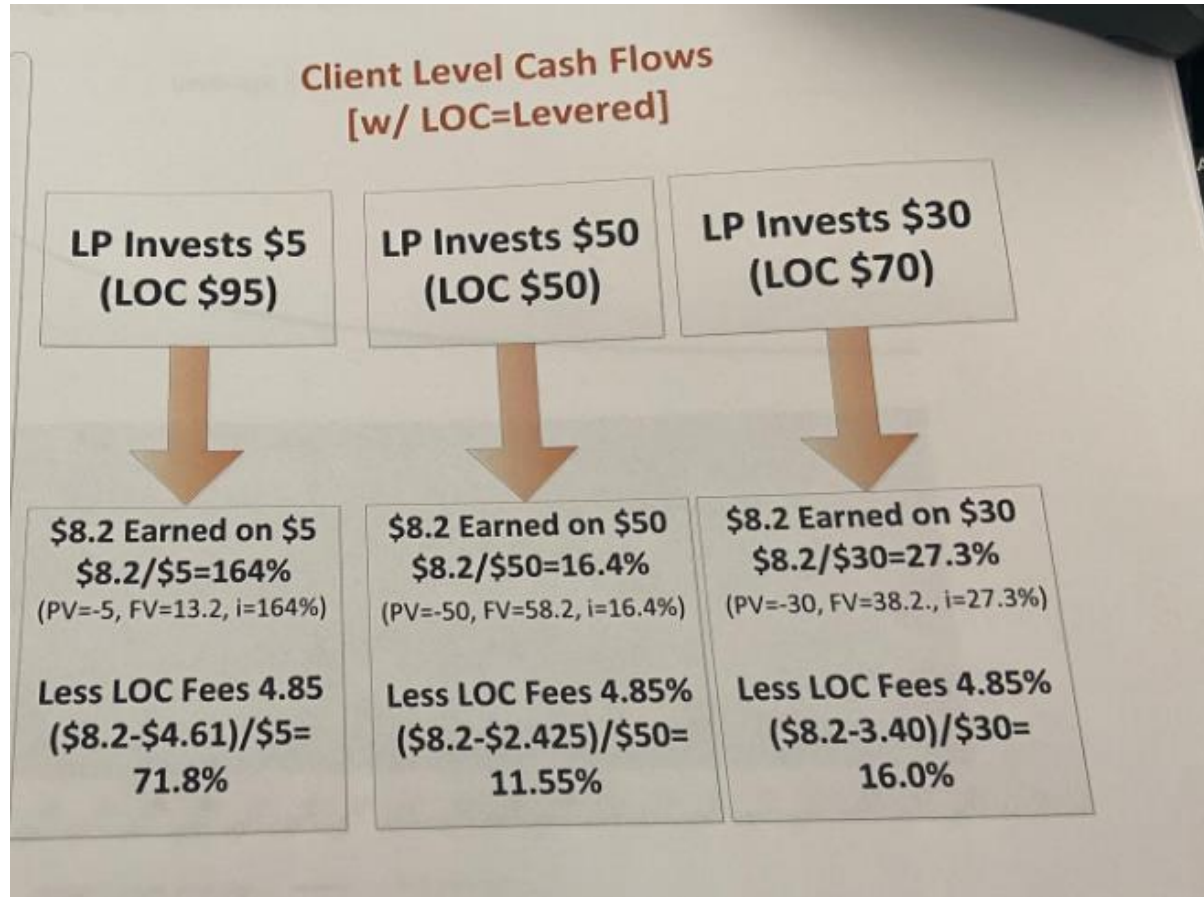 Client Level Cash Flows
[w/ LOC=Levered]
LP Invests $5
(LOC $95)
LP Invests $50
(LOC $50)
LP Invests $30
(LOC $70)
$8.2 Earned on $5
$8.2/$5=164%
(PV=-5, FV=13.2, i=164%)
Less LOC Fees 4.85
($8.2-$4.61)/$5=
71.8%
$8.2 Earned on $50
$8.2/$50=16.4%
(PV=-50, FV=58.2, i=16.4%)
Less LOC Fees 4.85%
($8.2-$2.425)/$50=
11.55%
$8.2 Earned on $30
$8.2/$30=27.3%
(PV=-30, FV=38.2., i=27.3%)
Less LOC Fees 4.85%
($8.2-3.40)/$30=
16.0%